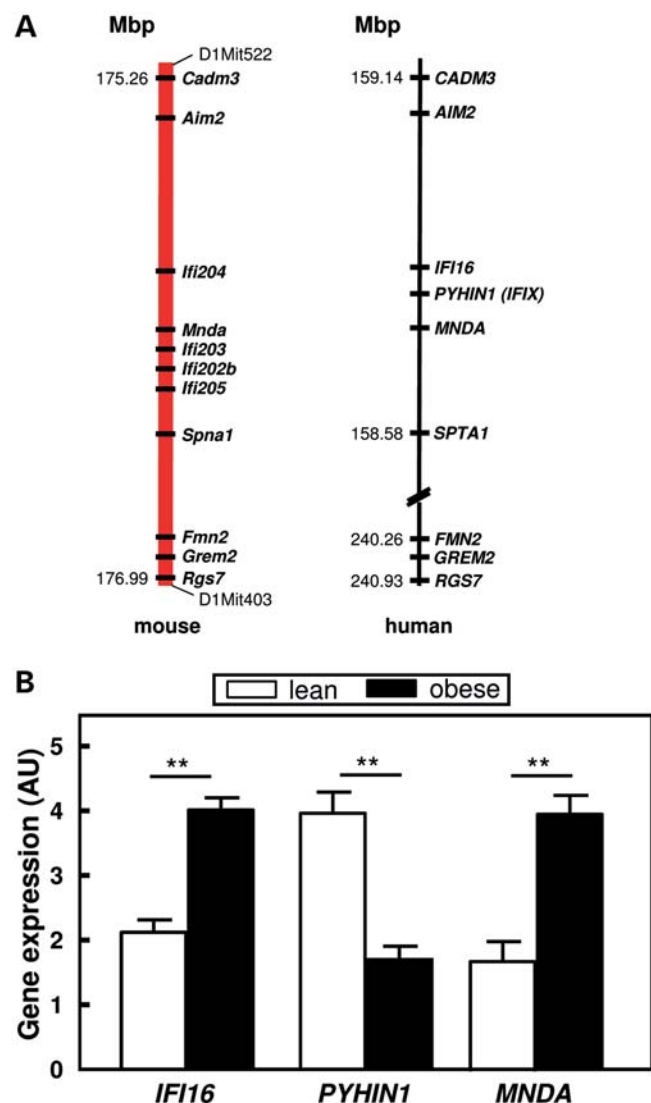 A
Mbp
Mbp
D1Mit522
175.26 Cadm3
159.14 CADM3
Aim2
AIM2
Ifi204
IFI16
PYHIN1 (IFIX)
Mnda
MNDA
Ifi203
Ifi202b
Ifi205
Spna1
158.58 SPTA1
Fmn2
240.26 FMN2
Grem2
GREM2
176.99 Rgs7
240.93 RGS7
D1Mit403
mouse
human
B
lean obese
Gene expression (AU)
5
4
3
2
1
0
** ** **
IFI16 PYHIN1 MNDA